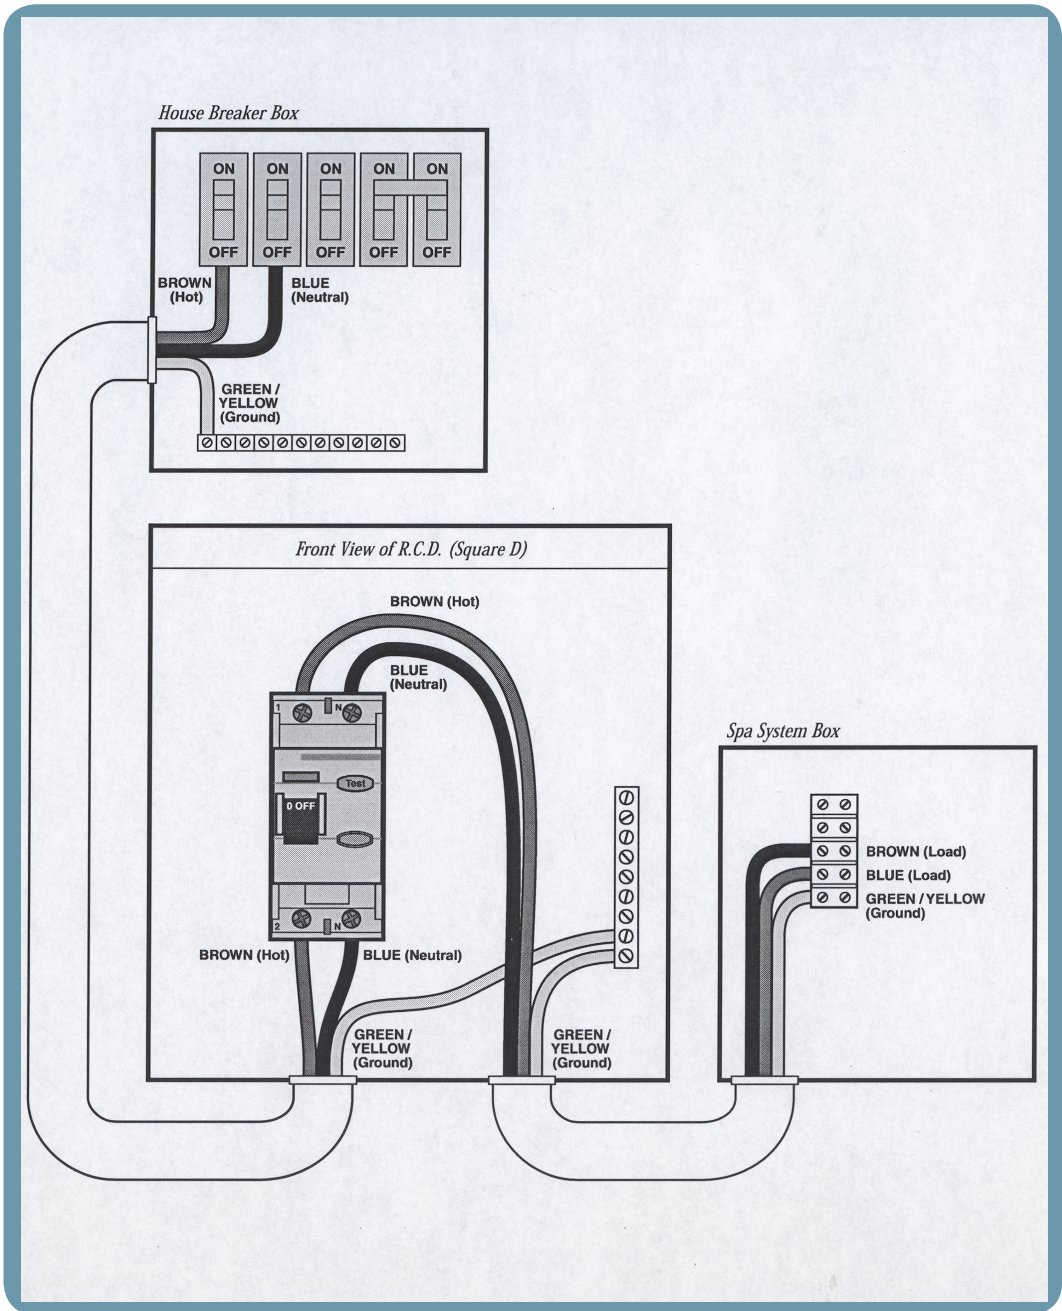 House Breaker Box
ON ON ON ON ON
OFF OFF OFF OFF OFF
BROWN
(Hot)
BLUE
(Neutral)
GREEN /
YELLOW
(Ground)
Front View of R.C.D. (Square D)
BROWN (Hot)
BLUE
(Neutral)
1 N
Test
0 OFF
2 N
BROWN (Hot)
BLUE (Neutral)
GREEN /
YELLOW
(Ground)
GREEN /
YELLOW
(Ground)
Spa System Box
BROWN (Load)
BLUE (Load)
GREEN / YELLOW
(Ground)